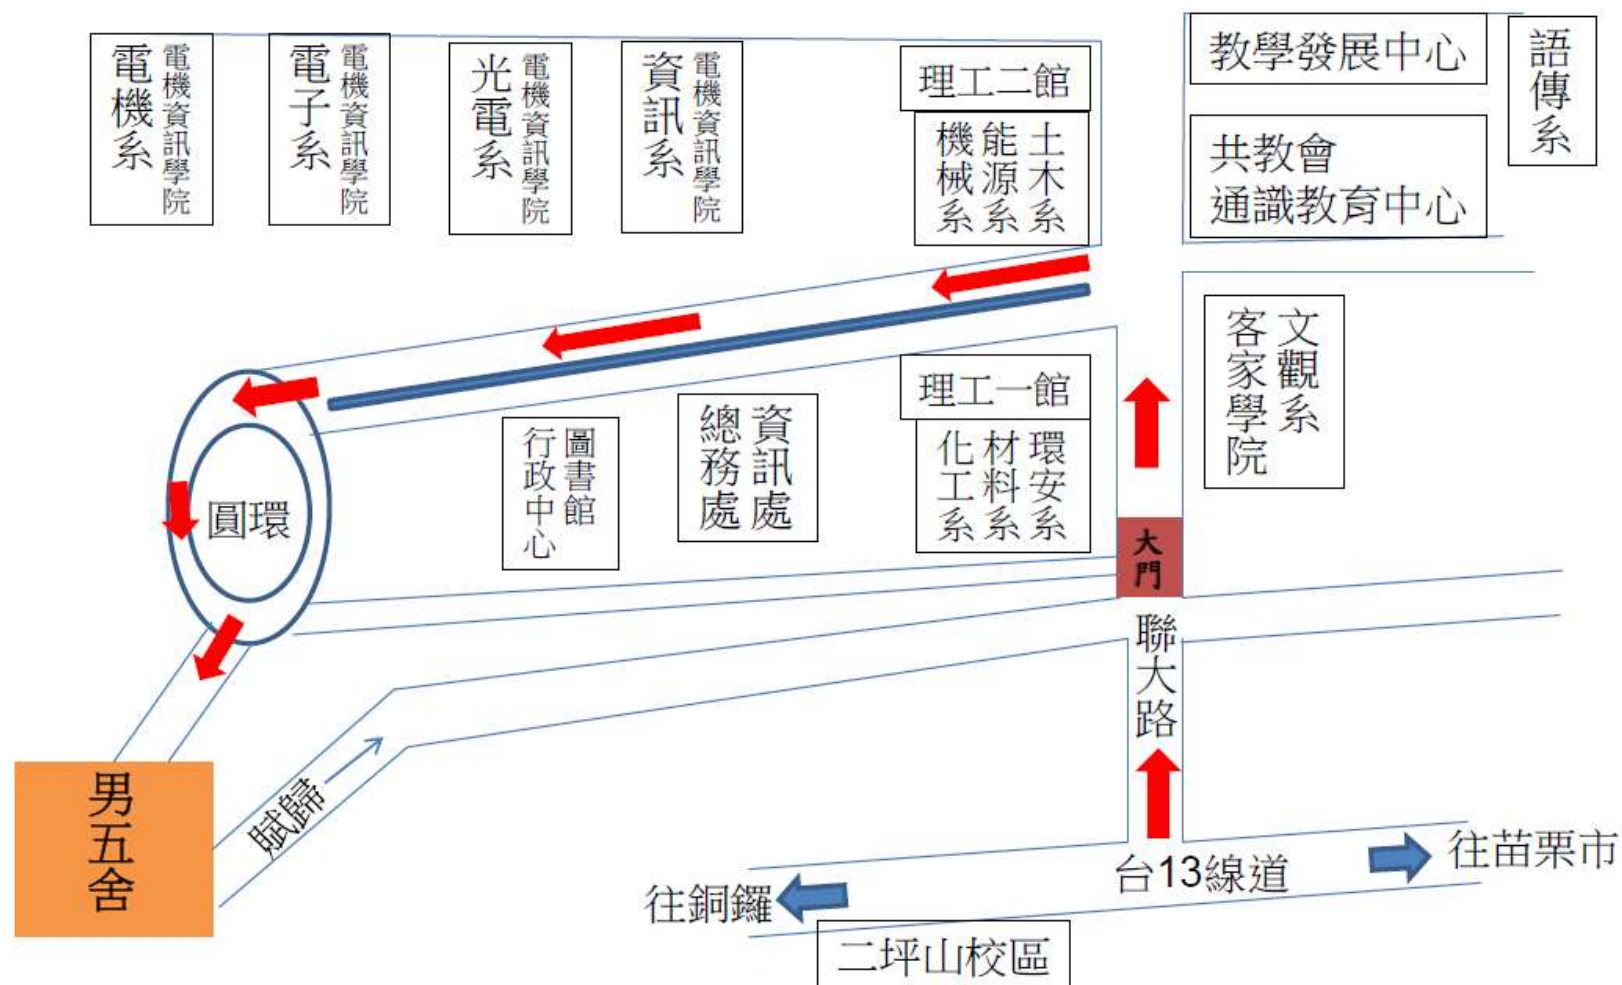 電機系
電機資訊學院
電子系
電機資訊學院
光電系
電機資訊學院
資訊系
電機資訊學院
理工二館
機械系
能源系
土木系
教學發展中心
語傳系
共教會
通識教育中心
客家學院
文觀系
理工一館
化工系
材料系
環安系
總務處
資訊處
行政中心
圖書館
圓環
大門
聯大路
男五舍
賦歸
台13線道
往苗栗市
往銅鑼
二坪山校區